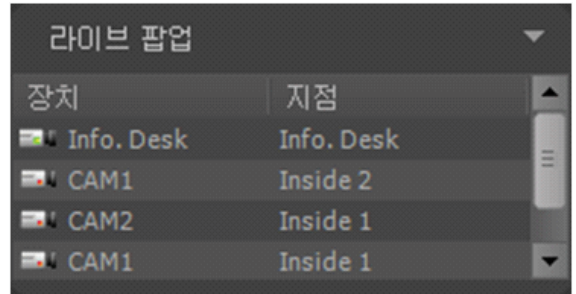 라이브 팝업
장치 지점
Info. Desk Info. Desk
CAM1 Inside 2
CAM2 Inside 1
CAM1 Inside 1